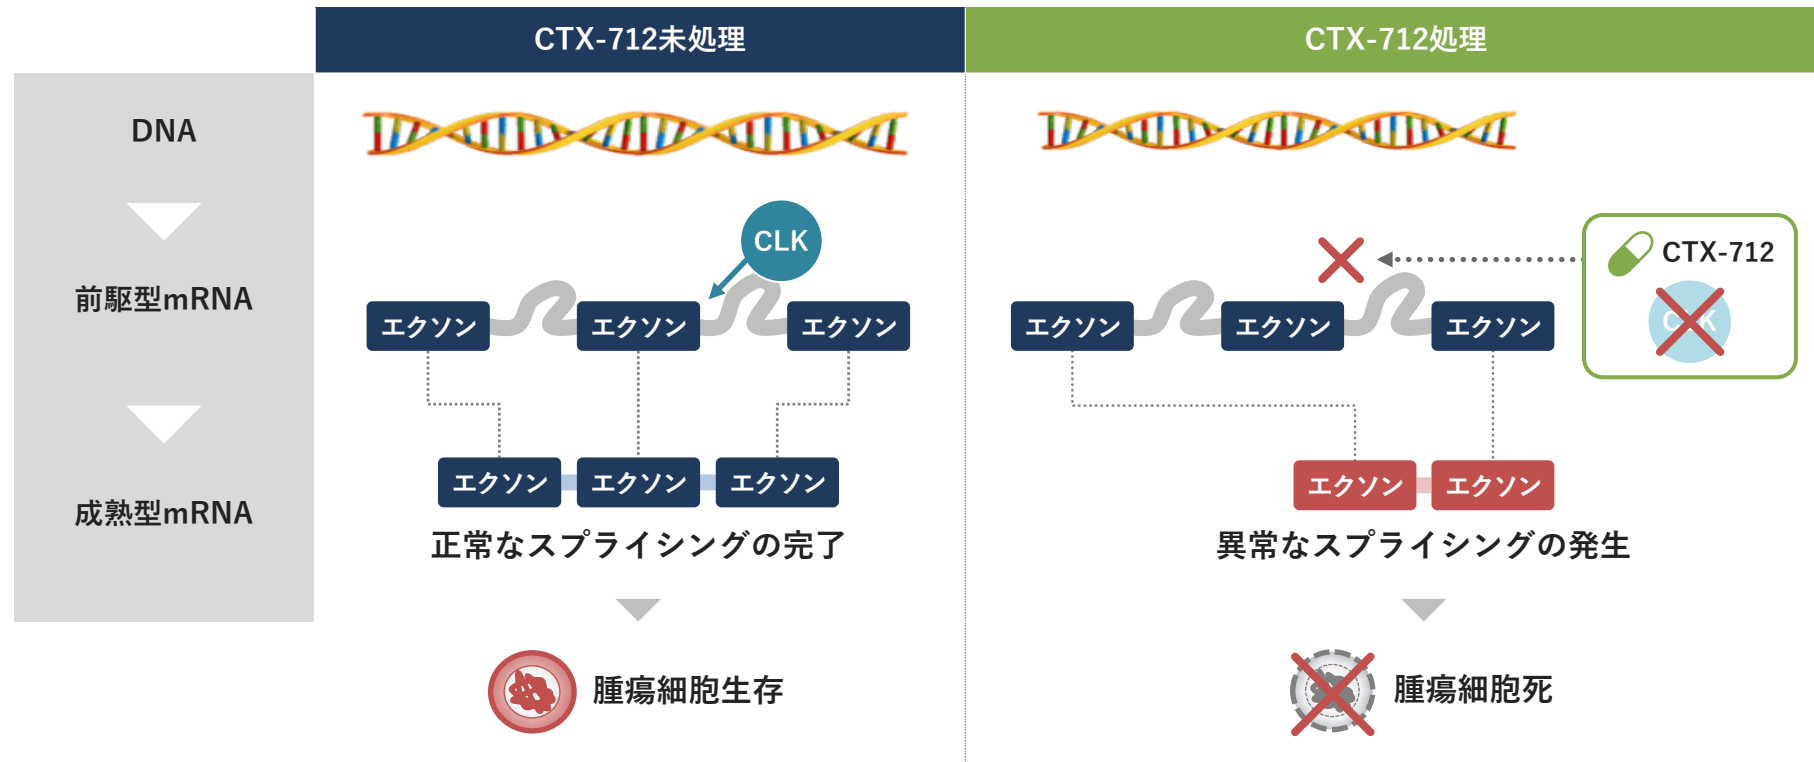 CTX-712未処理
CTX-712処理
DNA
CLK
CTX-712
CLK
前駆型mRNA
エクソン
エクソン
エクソン
エクソン
エクソン
エクソン
成熟型mRNA
エクソン
エクソン
エクソン
エクソン
エクソン
正常なスプライシングの完了
異常なスプライシングの発生
腫瘍細胞生存
腫瘍細胞死